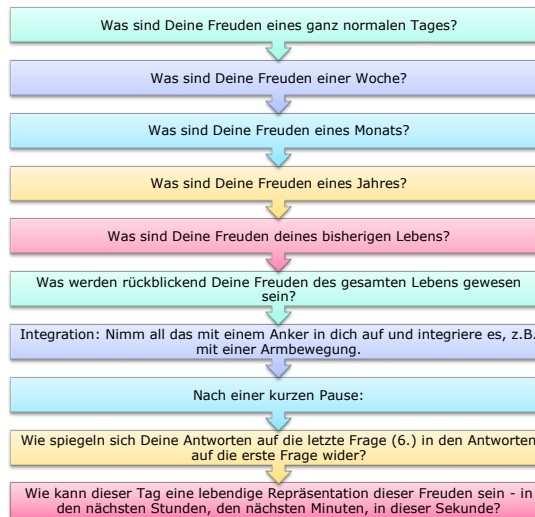 Was sind Deine Freuden eines ganz normalen Tages?
Was sind Deine Freuden einer Woche?
Was sind Deine Freuden eines Monats?
Was sind Deine Freuden eines Jahres?
Was sind Deine Freuden deines bisherigen Lebens?
Was werden rückblickend Deine Freuden des gesamten Lebens gewesen
sein?
Integration: Nimm all das mit einem Anker in dich auf und integriere es, z.B.
mit einer Armbewegung.
Nach einer kurzen Pause:
Wie spiegeln sich Deine Antworten auf die letzte Frage (6.) in den Antworten
auf die erste Frage wider?
Wie kann dieser Tag eine lebendige Repräsentation dieser Freuden sein - in
den nächsten Stunden, den nächsten Minuten, in dieser Sekunde?